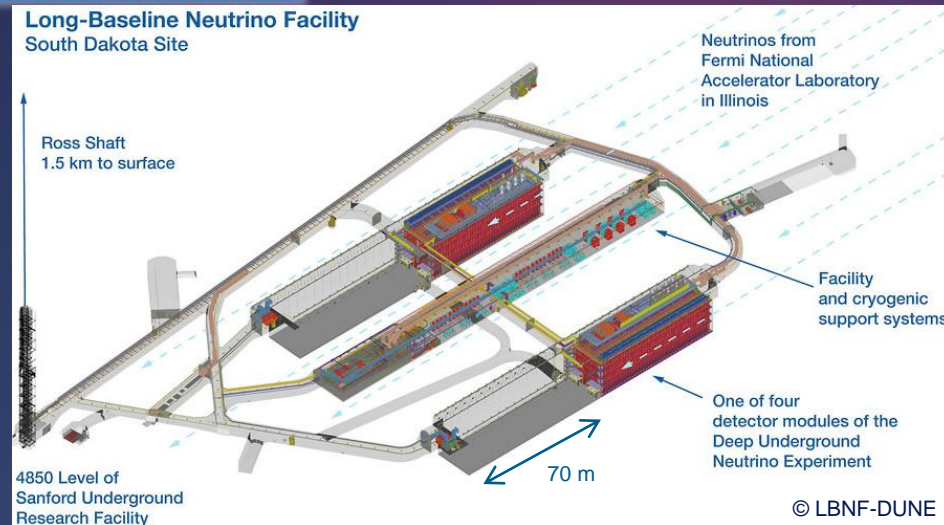 Long-Baseline Neutrino Facility
South Dakota Site
Neutrinos from
Fermi National
Accelerator Laboratory
in Illinois
Ross Shaft
1.5 km to surface
Facility
and cryogenic
support systems
One of four
detector modules of the
Deep Underground
Neutrino Experiment
70 m
4850 Level of
Sanford Underground
Research Facility
© LBNF-DUNE